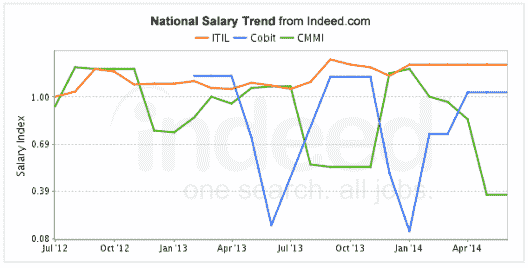 National Salary Trend from Indeed.com
ITIL Cobit CMMI
Salary Index
1.00
0.69
0.39
0.08
indeed
one search. all jobs.
Jul '12 Oct '12 Jan '13 Apr '13 Jul '13 Oct '13 Jan '14 Apr '14